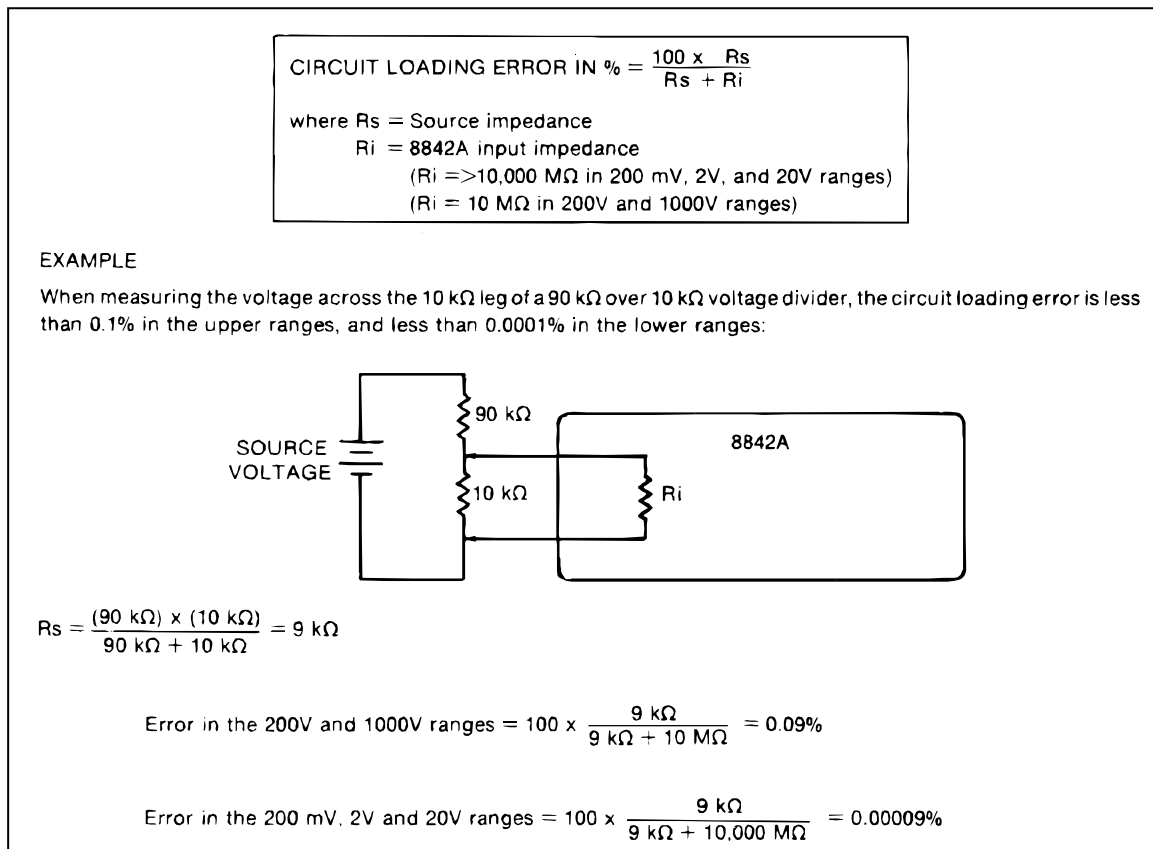 CIRCUIT LOADING ERROR IN % = 100 x Rs / Rs + Ri
where Rs = Source impedance
Ri = 8842A input impedance
(Ri =>10,000 MΩ in 200 mV, 2V, and 20V ranges)
(Ri = 10 MΩ in 200V and 1000V ranges)
EXAMPLE
When measuring the voltage across the 10 kΩ leg of a 90 kΩ over 10 kΩ voltage divider, the circuit loading error is less
than 0.1% in the upper ranges, and less than 0.0001% in the lower ranges:
90 kΩ
8842A
SOURCE
VOLTAGE
10 kΩ
Ri
Rs = (90 kΩ) x (10 kΩ) / 90 kΩ + 10 kΩ = 9 kΩ
Error in the 200V and 1000V ranges = 100 x 9 kΩ / 9 kΩ + 10 MΩ = 0.09%
Error in the 200 mV, 2V and 20V ranges = 100 x 9 kΩ / 9 kΩ + 10,000 MΩ = 0.00009%